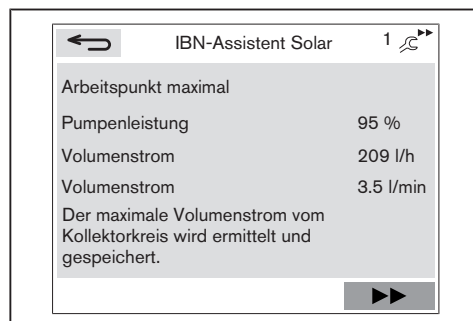 IBN-Assistent Solar 1
Arbeitspunkt maximal
Pumpenleistung 95 %
Volumenstrom 209 l/h
Volumenstrom 3.5 l/min
Der maximale Volumenstrom vom
Kollektorkreis wird ermittelt und
gespeichert.